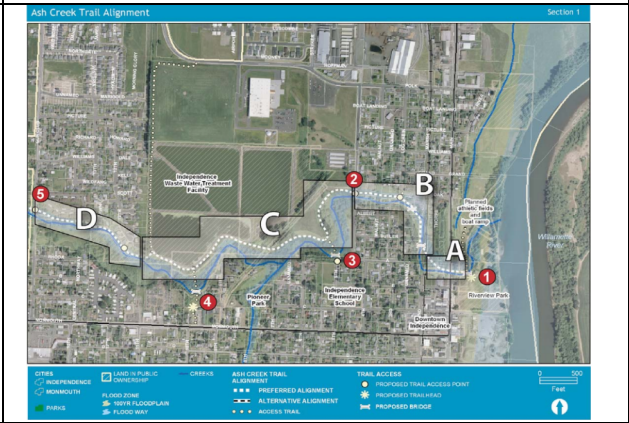 Ash Creek Trail Alignment
Section 1
Independence
Waste Water Treatment
Facility
2
B
5
D
C
Planned
athletic fields
and
boat ramp
A
Willamette
River
3
1
Riverview Park
4
Pioneer
Park
Independence
Elementary
School
Downtown
Independence
CITIES
INDEPENDENCE
MONMOUTH
PARKS
LAND IN PUBLIC
OWNERSHIP
FLOOD ZONE
100YR FLOODPLAIN
FLOOD WAY
CREEKS
ASH CREEK TRAIL
ALIGNMENT
PREFERRED ALIGNMENT
ALTERNATIVE ALIGNMENT
ACCESS TRAIL
TRAIL ACCESS
PROPOSED TRAIL ACCESS POINT
PROPOSED TRAILHEAD
PROPOSED BRIDGE
0 500
Feet